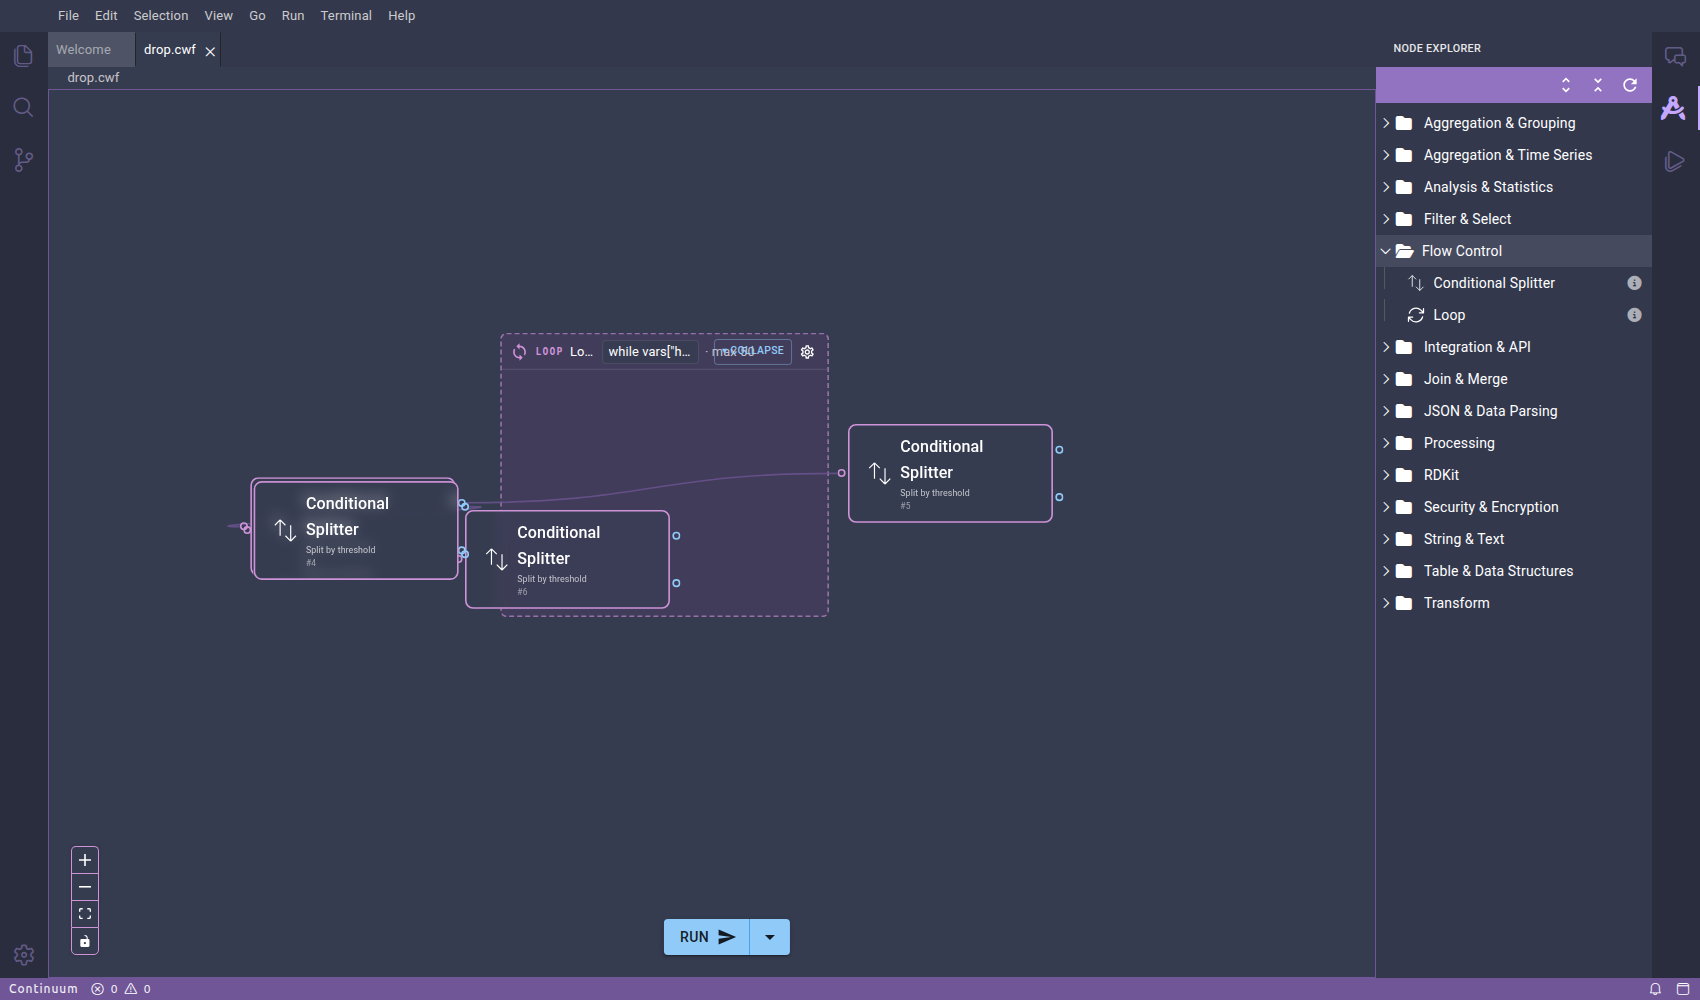 File Edit Selection View Go Run Terminal Help
Welcome
drop.cwf
drop.cwf
NODE EXPLORER
Aggregation & Grouping
Aggregation & Time Series
Analysis & Statistics
Filter & Select
Flow Control
Conditional Splitter
Loop
Integration & API
Join & Merge
JSON & Data Parsing
Processing
RDKit
Security & Encryption
String & Text
Table & Data Structures
Transform
LOOP Lo... while vars["h... · max 50 COLLAPSE
Conditional
Splitter
Split by threshold
#5
Conditional
Splitter
Split by threshold
#4
Conditional
Splitter
Split by threshold
#6
RUN
Continuum 0 0